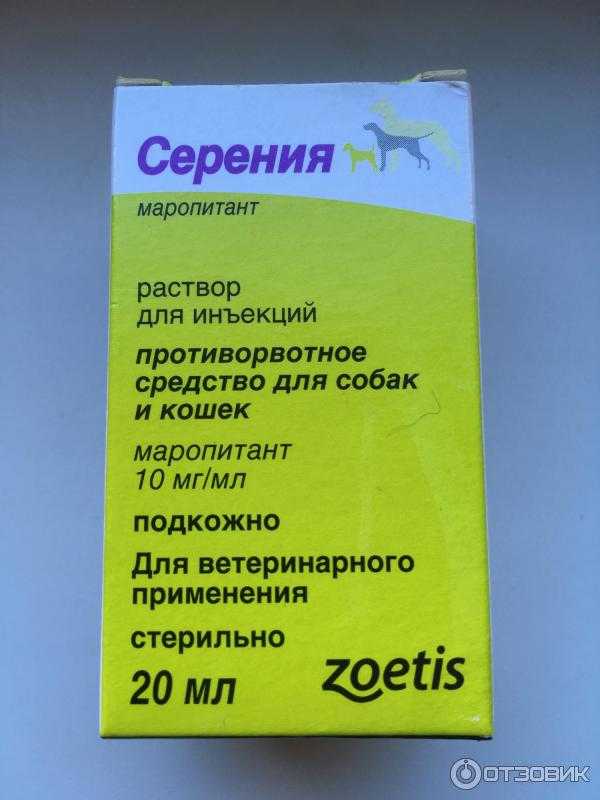 Серения
маропитант
раствор
для инъекций
противорвотное
средство для собак
и кошек
маропитант
10 мг/мл
подкожно
Для ветеринарного
применения
стерильно
20 мл
zoetis
ОТЗОВИК